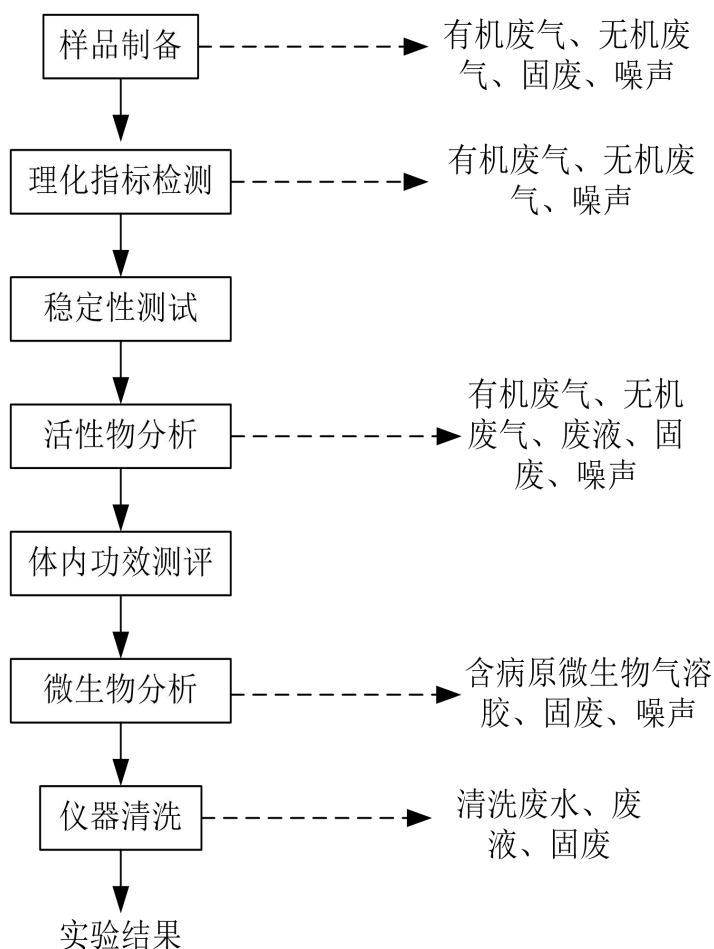 样品制备
有机废气、无机废
气、固废、噪声
理化指标检测
有机废气、无机废
气、噪声
稳定性测试
活性物分析
有机废气、无机
废气、废液、固
废、噪声
体内功效测评
微生物分析
含病原微生物气溶
胶、固废、噪声
仪器清洗
清洗废水、废
液、固废
实验结果